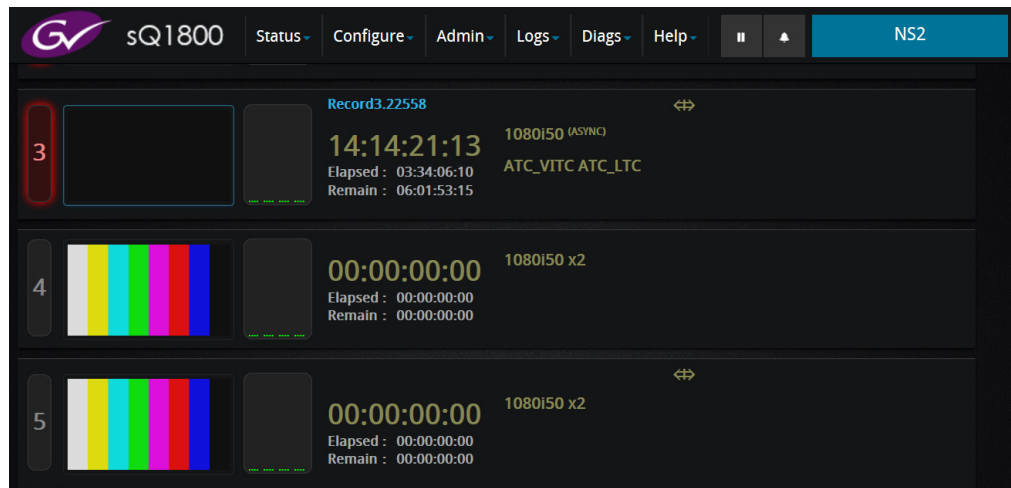 GV sQ1800 Status Configure Admin Logs Diags Help NS2
3
Record3.22558
14:14:21:13
Elapsed : 03:34:06:10
Remain : 06:01:53:15
1080i50 (ASYNC)
ATC_VITC ATC_LTC
4
00:00:00:00
Elapsed : 00:00:00:00
Remain : 00:00:00:00
1080i50 x2
5
00:00:00:00
Elapsed : 00:00:00:00
Remain : 00:00:00:00
1080i50 x2